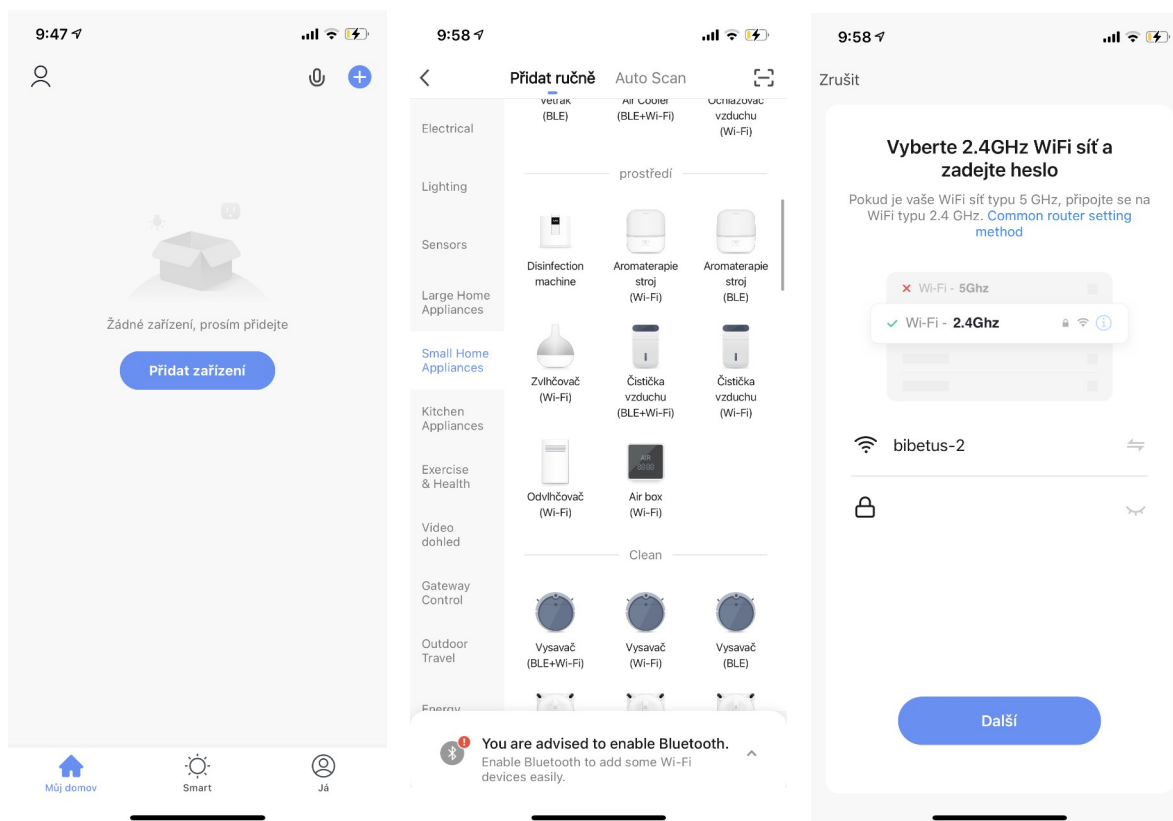 9:47
Žádné zařízení, prosím přidejte
Přidat zařízení
Můj domov
Smart
Já
9:58
Přidat ručně
Auto Scan
Electrical
Lighting
Sensors
Large Home
Appliances
Small Home
Appliances
Kitchen
Appliances
Exercise
& Health
Video
dohled
Gateway
Control
Outdoor
Travel
Energy
Větrák
(BLE)
Air Cooler
(BLE+Wi-Fi)
Ochlazovač
vzduchu
(Wi-Fi)
prostředí
Disinfection
machine
Aromaterapie
stroj
(Wi-Fi)
Aromaterapie
stroj
(BLE)
Zvlhčovač
(Wi-Fi)
Čistička
vzduchu
(BLE+Wi-Fi)
Čistička
vzduchu
(Wi-Fi)
Odvlhčovač
(Wi-Fi)
AIR
8888
Air box
(Wi-Fi)
Clean
Vysavač
(BLE+Wi-Fi)
Vysavač
(Wi-Fi)
Vysavač
(BLE)
You are advised to enable Bluetooth.
Enable Bluetooth to add some Wi-Fi
devices easily.
9:58
Zrušit
Vyberte 2.4GHz WiFi síť a
zadejte heslo
Pokud je vaše WiFi síť typu 5 GHz, připojte se na
WiFi typu 2.4 GHz. Common router setting
method
Wi-Fi - 5Ghz
Wi-Fi - 2.4Ghz
bibetus-2
Další